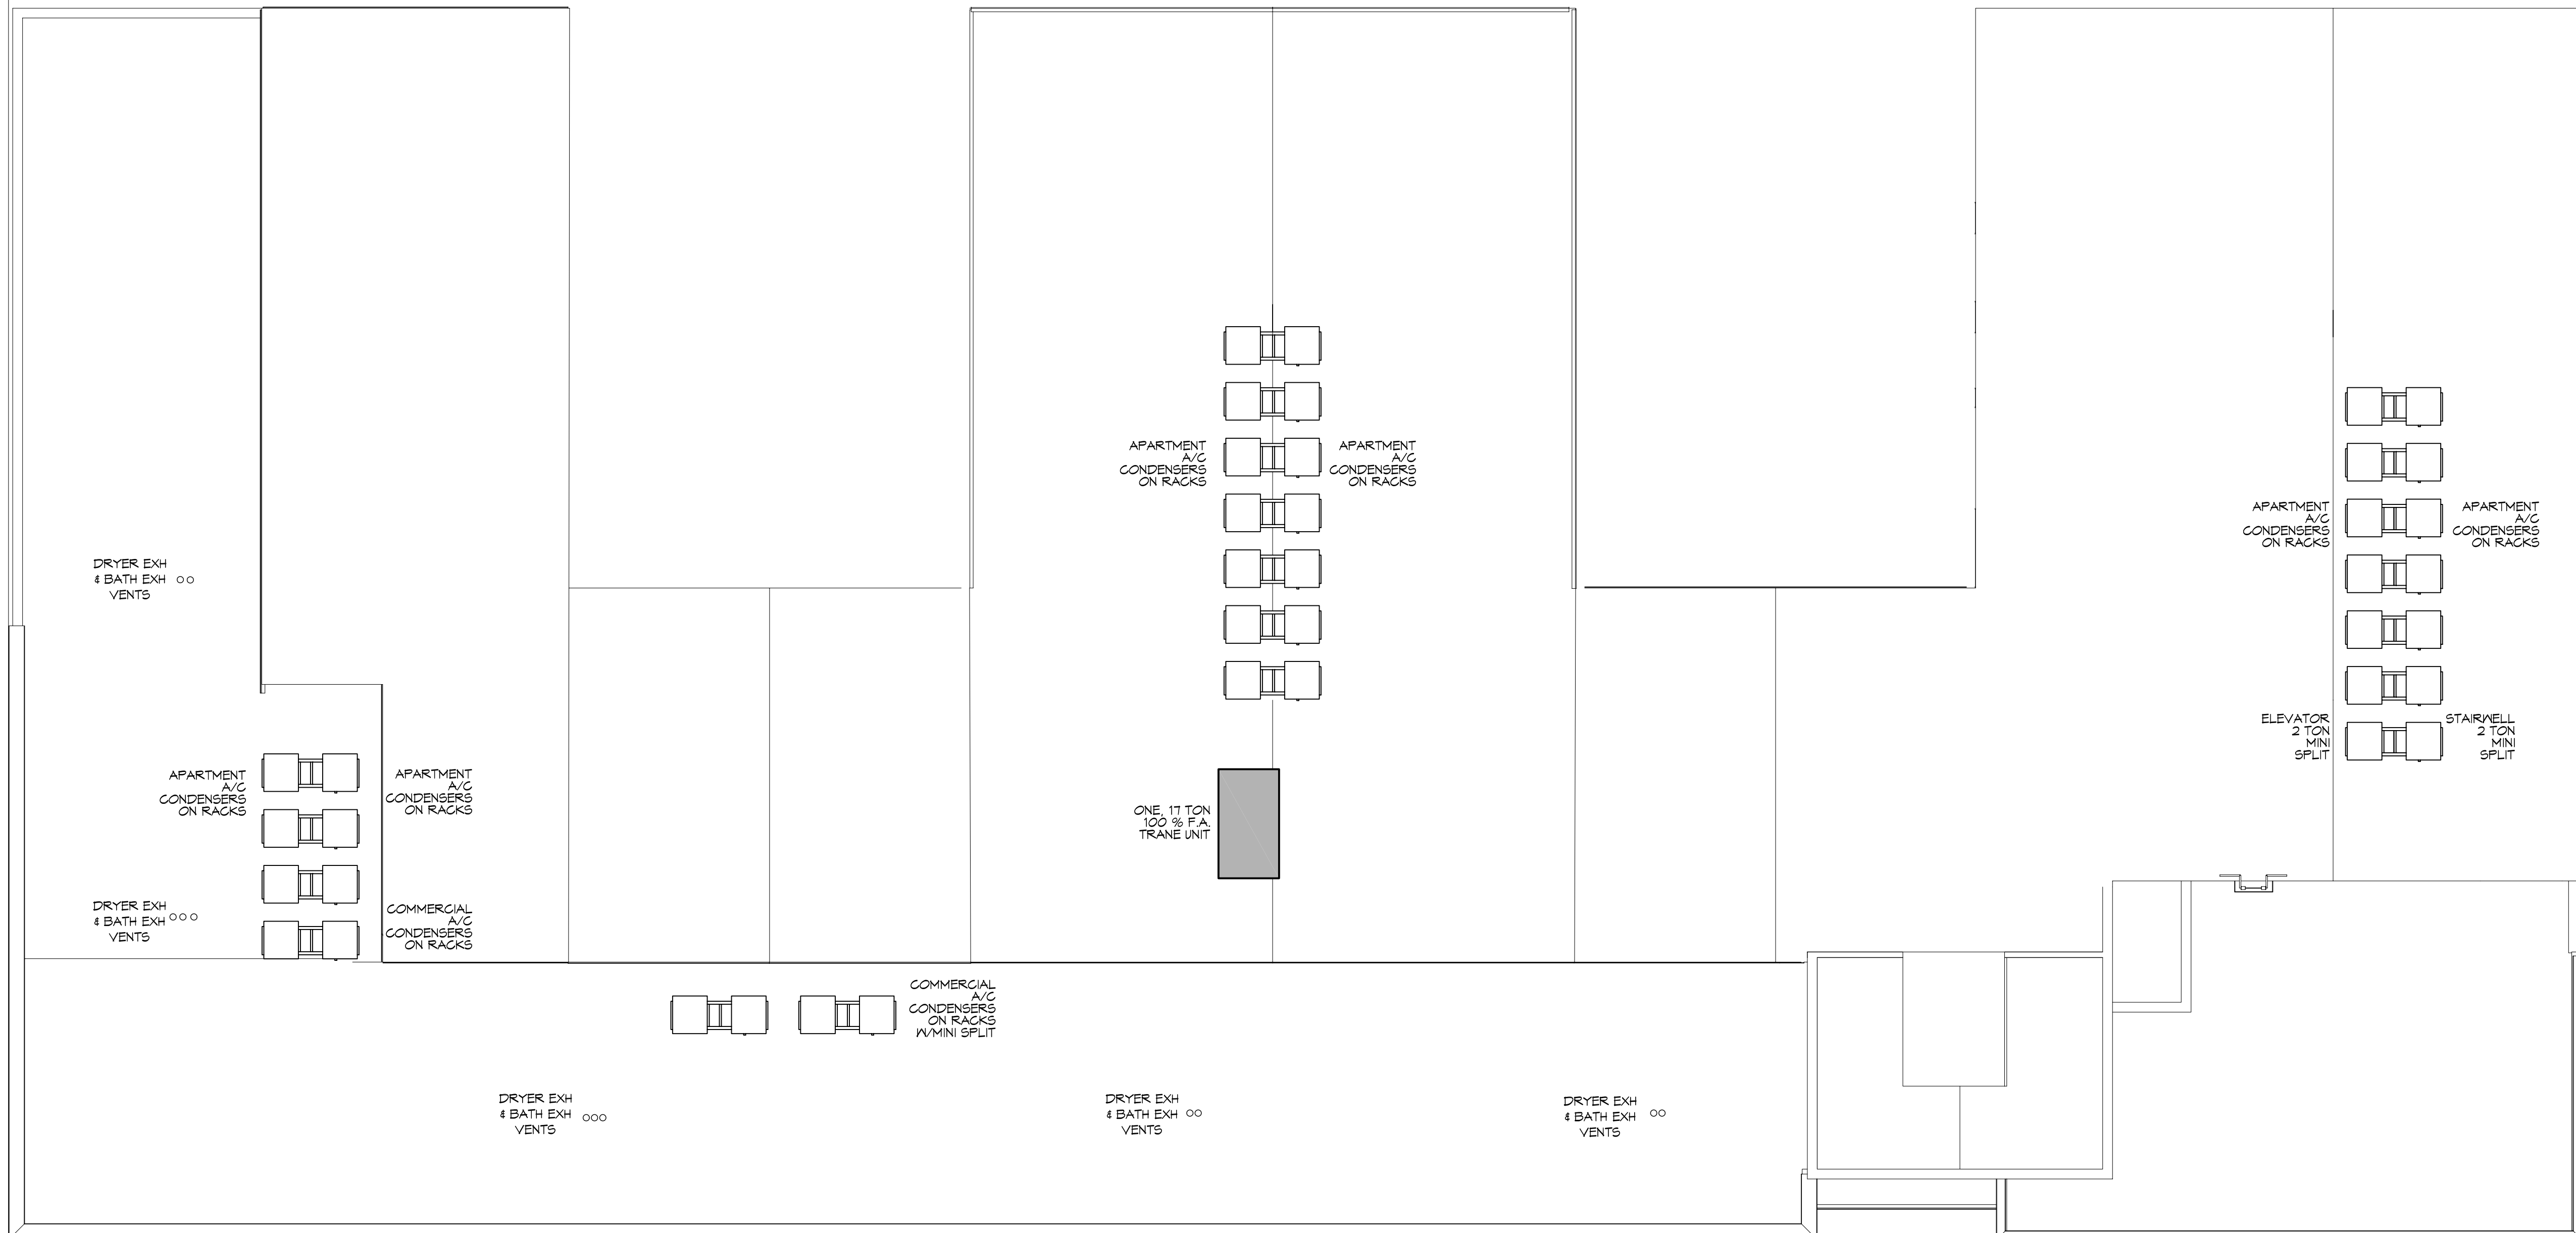 APARTMENT
A/C
CONDENSERS
ON RACKS
APARTMENT
A/C
CONDENSERS
ON RACKS
APARTMENT
A/C
CONDENSERS
ON RACKS
APARTMENT
A/C
CONDENSERS
ON RACKS
DRYER EXH
& BATH EXH
VENTS
ELEVATOR
2 TON
MINI
SPLIT
STAIRWELL
2 TON
MINI
SPLIT
APARTMENT
A/C
CONDENSERS
ON RACKS
APARTMENT
A/C
CONDENSERS
ON RACKS
ONE, 17 TON
100 % F.A.
TRANE UNIT
DRYER EXH
& BATH EXH
VENTS
COMMERCIAL
A/C
CONDENSERS
ON RACKS
COMMERCIAL
A/C
CONDENSERS
ON RACKS
W/MINI SPLIT
DRYER EXH
& BATH EXH
VENTS
DRYER EXH
& BATH EXH
VENTS
DRYER EXH
& BATH EXH
VENTS